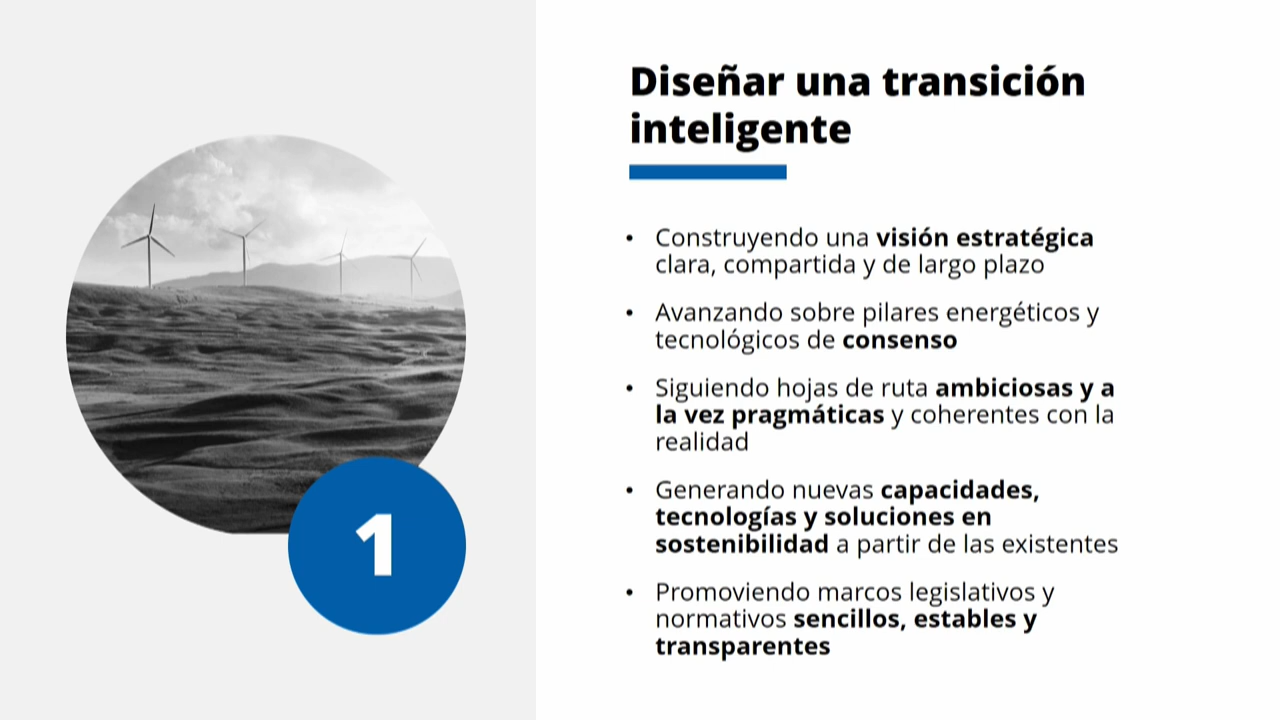 Diseñar una transición
inteligente
• Construyendo una visión estratégica
clara, compartida y de largo plazo
• Avanzando sobre pilares energéticos y
tecnológicos de consenso
• Siguiendo hojas de ruta ambiciosas y a
la vez pragmáticas y coherentes con la
realidad
• Generando nuevas capacidades,
tecnologías y soluciones en
sostenibilidad a partir de las existentes
• Promoviendo marcos legislativos y
normativos sencillos, estables y
transparentes
1